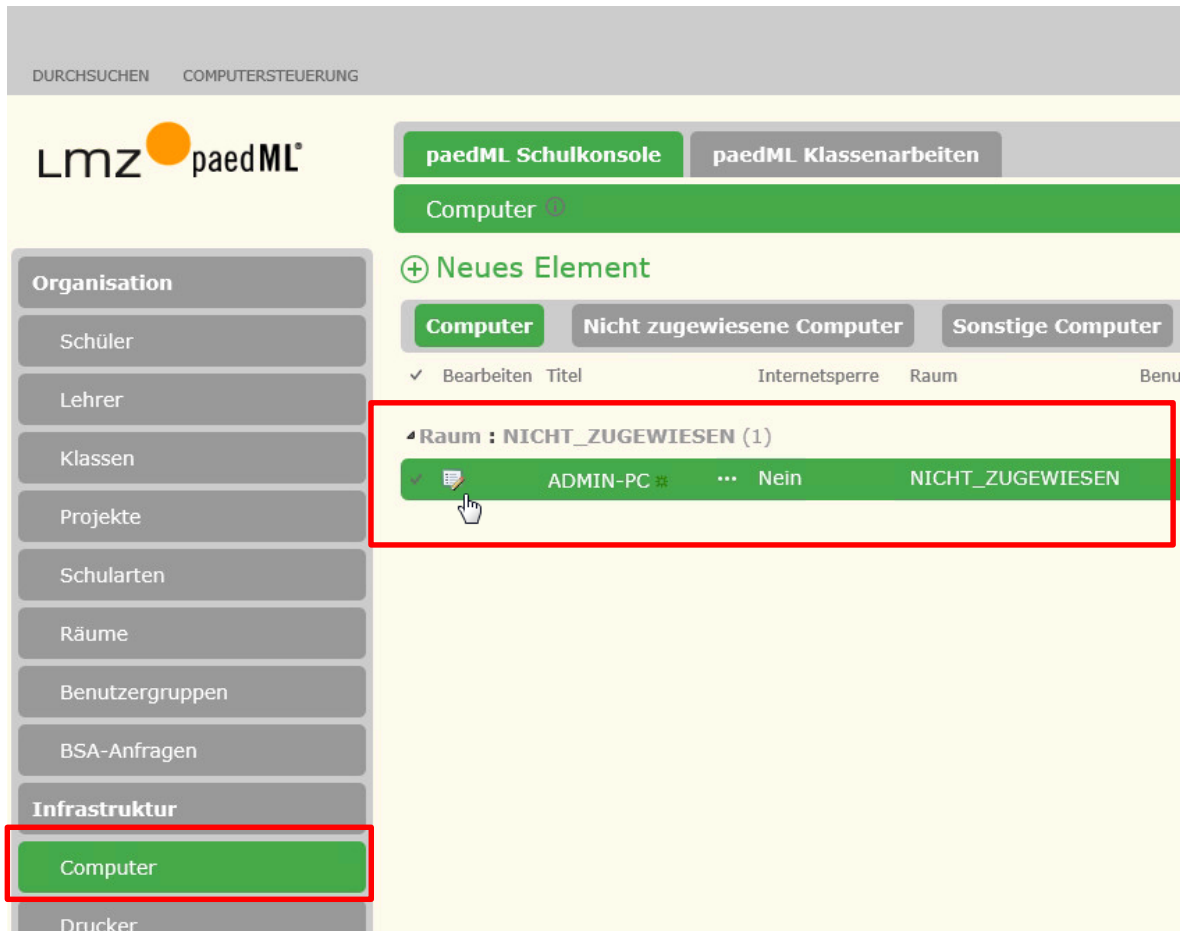 DURCHSUCHEN COMPUTERSTEUERUNG
Lmz paedML®
paedML Schulkonsole paedML Klassenarbeiten
Computer
Organisation
Schüler
Lehrer
Klassen
Projekte
Schularten
Räume
Benutzergruppen
BSA-Anfragen
Infrastruktur
Computer
Drucker
Neues Element
Computer Nicht zugewiesene Computer Sonstige Computer
Bearbeiten Titel Internetsperre Raum Benu
Raum : NICHT_ZUGEWIESEN (1)
ADMIN-PC ... Nein NICHT_ZUGEWIESEN